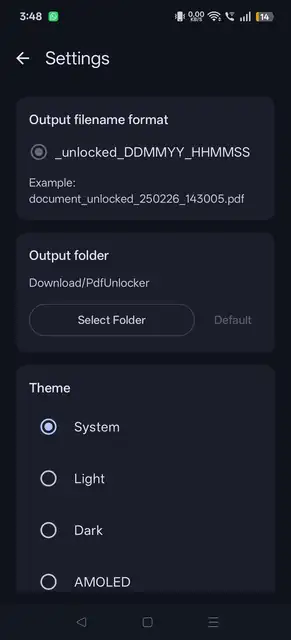 3:48
0.00
KB/s
14
Settings
Output filename format
_unlocked_DDMMYY_HHMMSS
Example:
document_unlocked_250226_143005.pdf
Output folder
Download/PdfUnlocker
Select Folder
Default
Theme
System
Light
Dark
AMOLED